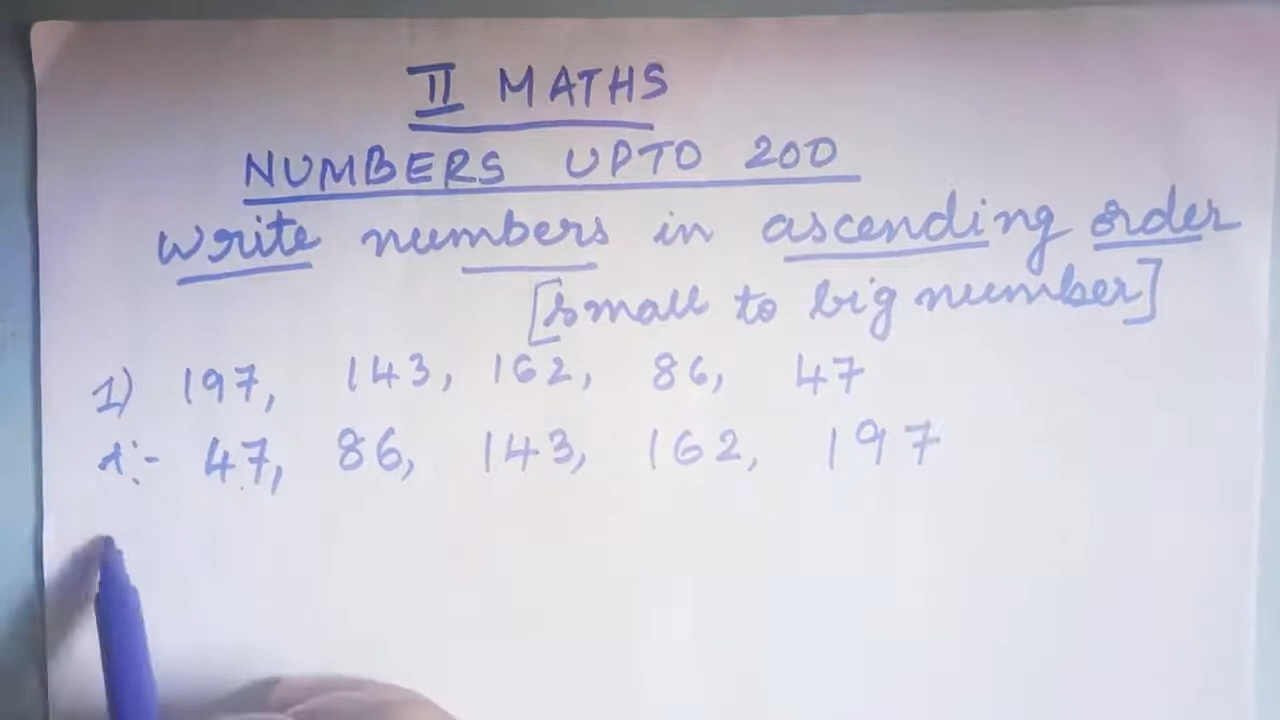 II MATHS
NUMBERS UPTO 200
write numbers in ascending order
[small to big number]
1) 197, 143, 162, 86, 47
A:- 47, 86, 143, 162, 197